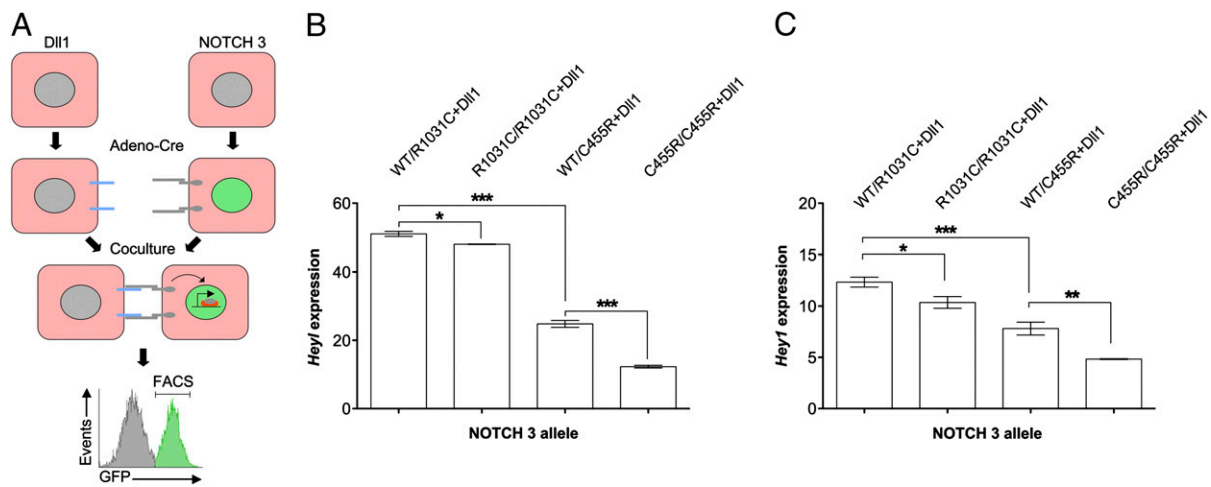 A
Dll1
NOTCH 3
Adeno-Cre
Coculture
FACS
Events
GFP
B
WT/R1031C+Dll1
R1031C/R1031C+Dll1
WT/C455R+Dll1
C455R/C455R+Dll1
***
*
***
60
40
20
0
Heyl expression
NOTCH 3 allele
C
WT/R1031C+Dll1
R1031C/R1031C+Dll1
WT/C455R+Dll1
C455R/C455R+Dll1
***
*
**
20
15
10
5
0
Hey1 expression
NOTCH 3 allele